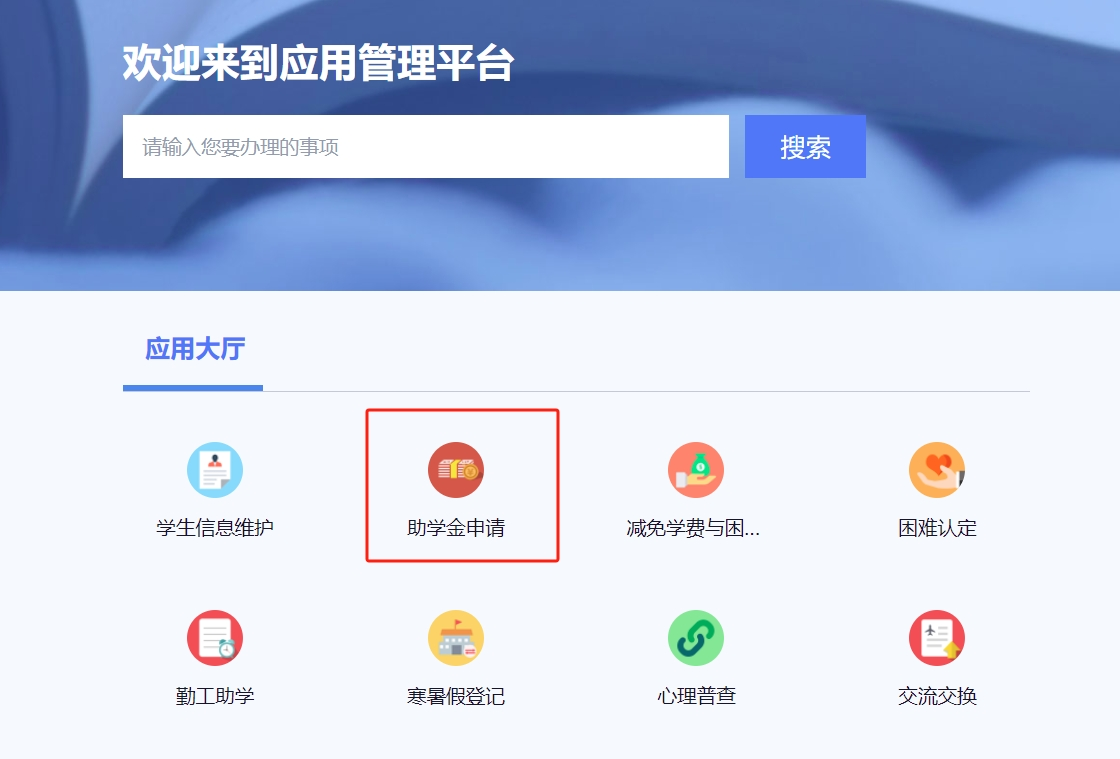 欢迎来到应用管理平台
请输入您要办理的事项
搜索
应用大厅
学生信息维护
助学金申请
减免学费与困...
困难认定
勤工助学
寒暑假登记
心理普查
交流交换